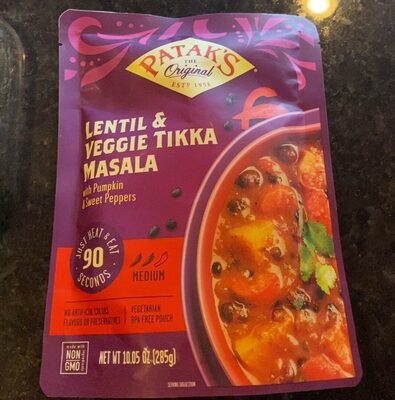 PATAK'S
THE
Original
ESTD 1958
LENTIL &
VEGGIE TIKKA
MASALA
with Pumpkin
& Sweet Peppers
JUST HEAT & EAT
90
SECONDS
MEDIUM
NO ARTIFICIAL COLORS
FLAVORS OR PRESERVATIVES
VEGETARIAN
BPA-FREE POUCH
made with
NON
GMO
NET WT 10.05 OZ (285g)
SERVING SUGGESTION